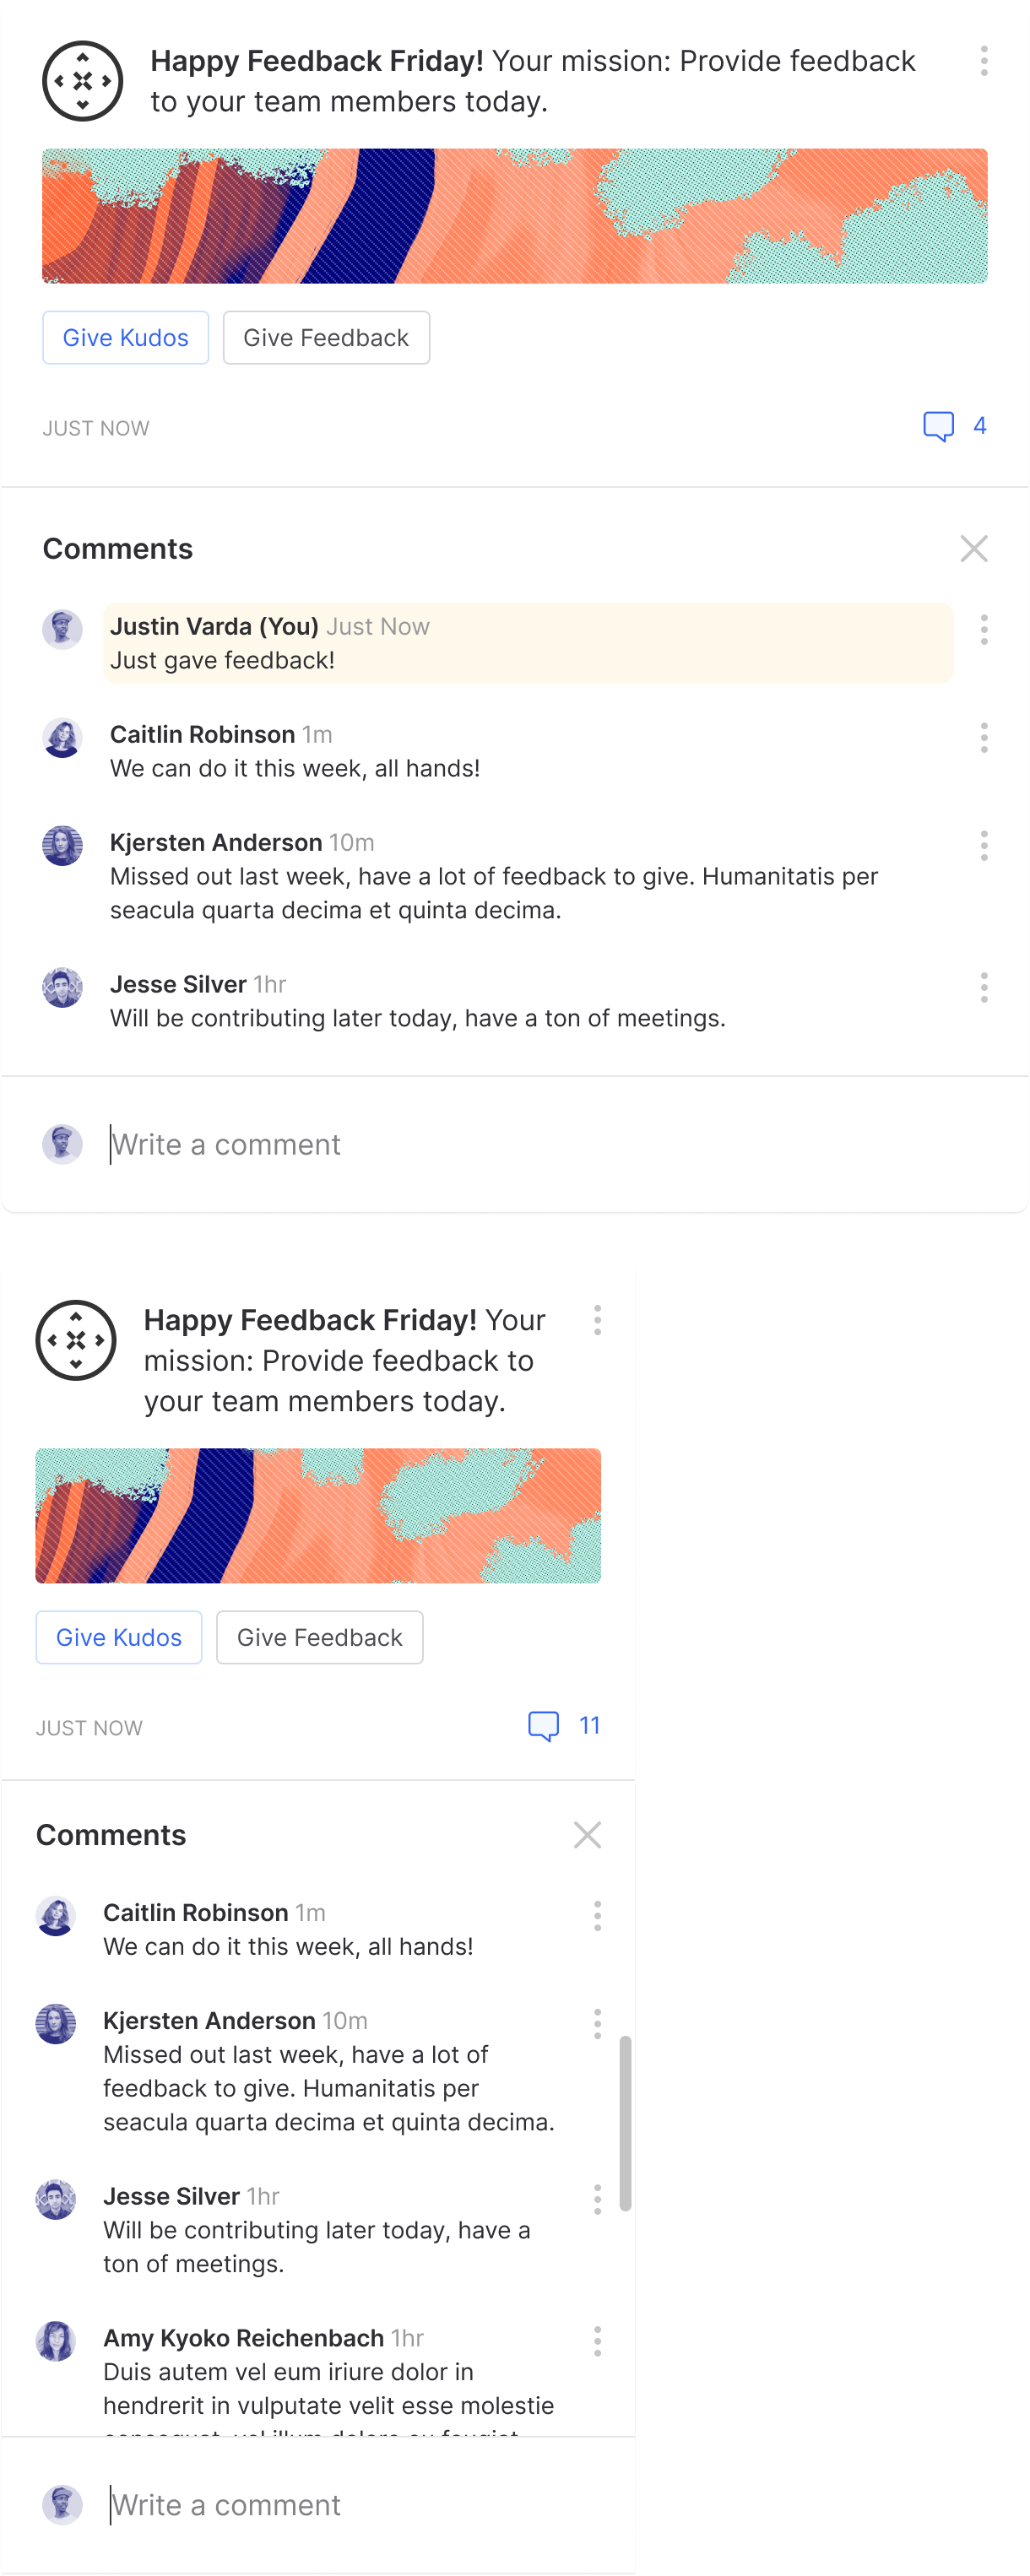 Happy Feedback Friday! Your mission: Provide feedback
to your team members today.
Give Kudos
Give Feedback
JUST NOW
4
Comments
Justin Varda (You) Just Now
Just gave feedback!
Caitlin Robinson 1m
We can do it this week, all hands!
Kjersten Anderson 10m
Missed out last week, have a lot of feedback to give. Humanitatis per
seacula quarta decima et quinta decima.
Jesse Silver 1hr
Will be contributing later today, have a ton of meetings.
Write a comment
Happy Feedback Friday! Your
mission: Provide feedback to
your team members today.
Give Kudos
Give Feedback
JUST NOW
11
Comments
Caitlin Robinson 1m
We can do it this week, all hands!
Kjersten Anderson 10m
Missed out last week, have a lot of
feedback to give. Humanitatis per
seacula quarta decima et quinta decima.
Jesse Silver 1hr
Will be contributing later today, have a
ton of meetings.
Amy Kyoko Reichenbach 1hr
Duis autem vel eum iriure dolor in
hendrerit in vulputate velit esse molestie
Write a comment